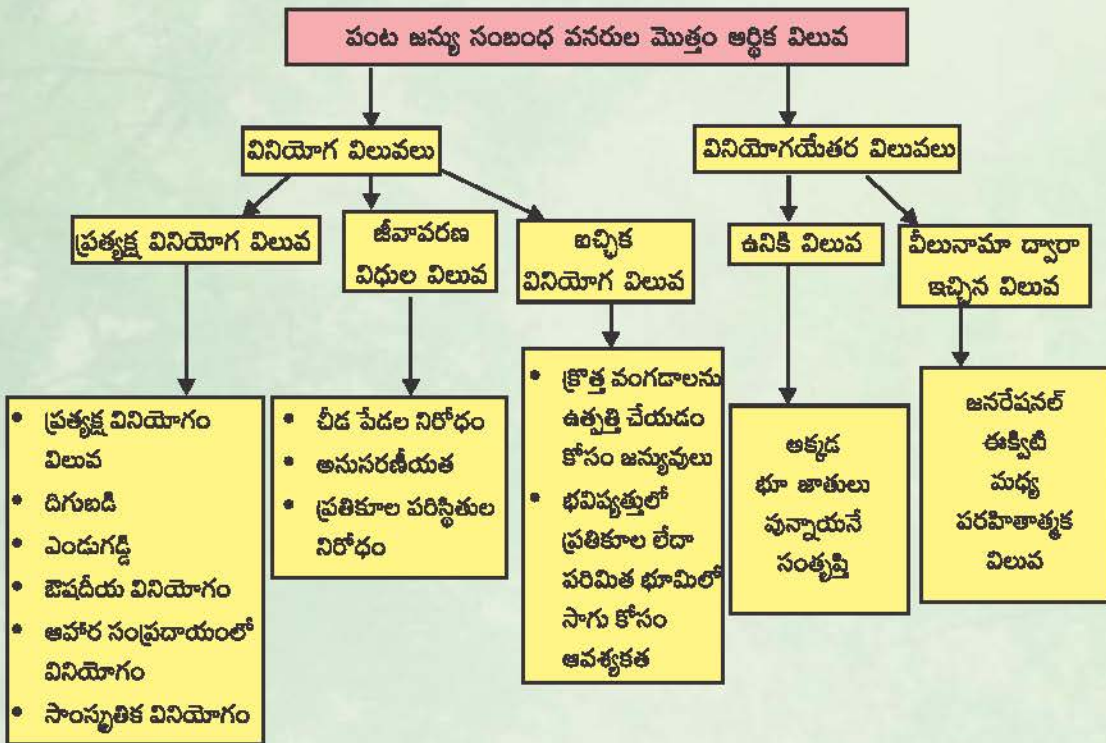 పంట జన్యు సంబంధ వనరుల మొత్తం ఆర్థిక విలువ
వినియోగ విలువలు
వినియోగయేతర విలువలు
ప్రత్యక్ష వినియోగ విలువ
జీవావరణ
విధుల విలువ
ఐచ్ఛిక
వినియోగ విలువ
ఉనికి విలువ
వీలునామా ద్వారా
ఇచ్చిన విలువ
• ప్రత్యక్ష వినియోగం
విలువ
• దిగుబడి
• ఎండుగడ్డి
• ఔషదీయ వినియోగం
• ఆహార సంప్రదాయంలో
వినియోగం
• సాంస్కృతిక వినియోగం
• చీడ పేడల నిరోధం
• అనుసరణీయత
• ప్రతికూల పరిస్థితుల
నిరోధం
• క్రొత్త వంగడాలను
ఉత్పత్తి చేయడం
కోసం జన్యువులు
• భవిష్యత్తులో
ప్రతికూల లేదా
పరిమిత భూమిలో
సాగు కోసం
ఆవశ్యకత
అక్కడ
భూ జాతులు
వున్నాయనే
సంతృప్తి
జనరేషనల్
ఈక్విటీ
మధ్య
పరహితాత్మక
విలువ